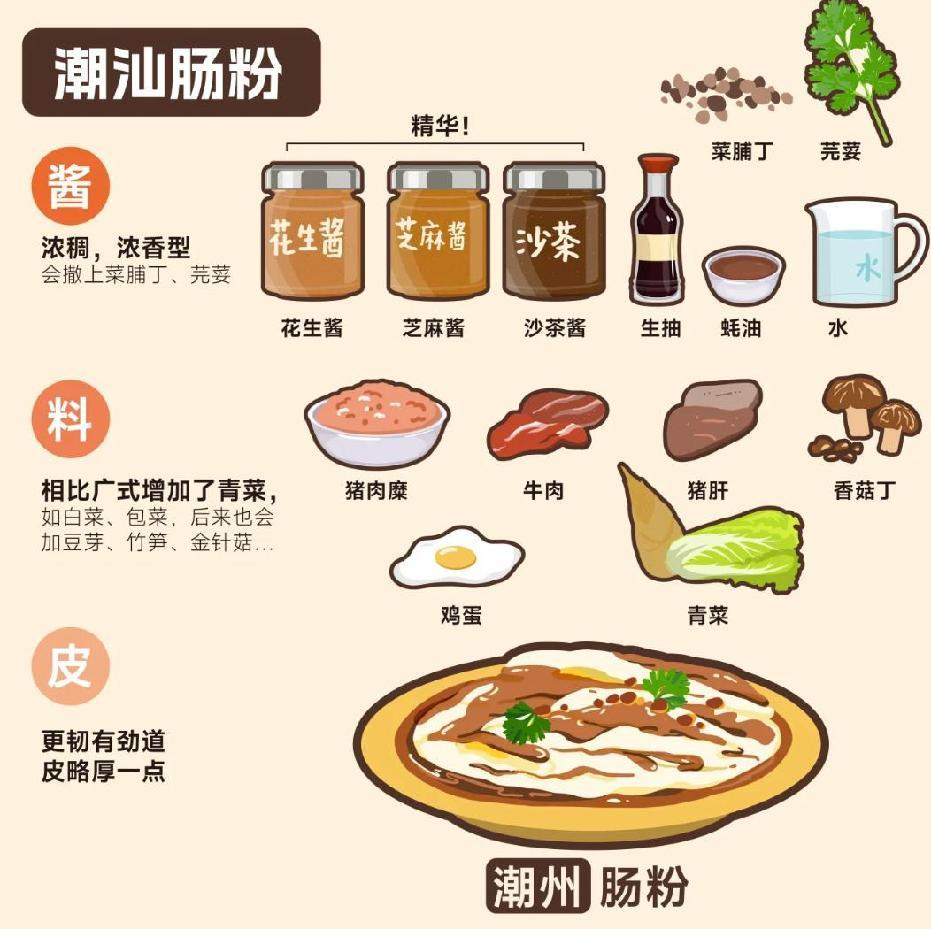 潮汕肠粉
菜脯丁
芫荽
精华！
酱
浓稠，浓香型
会撒上菜脯丁、芫荽
花生酱
芝麻酱
沙茶
水
花生酱
芝麻酱
沙茶酱
生抽
蚝油
水
料
相比广式增加了青菜，
如白菜、包菜，后来也会
加豆芽、竹笋、金针菇...
猪肉糜
牛肉
猪肝
香菇丁
鸡蛋
青菜
皮
更韧有劲道
皮略厚一点
潮州肠粉